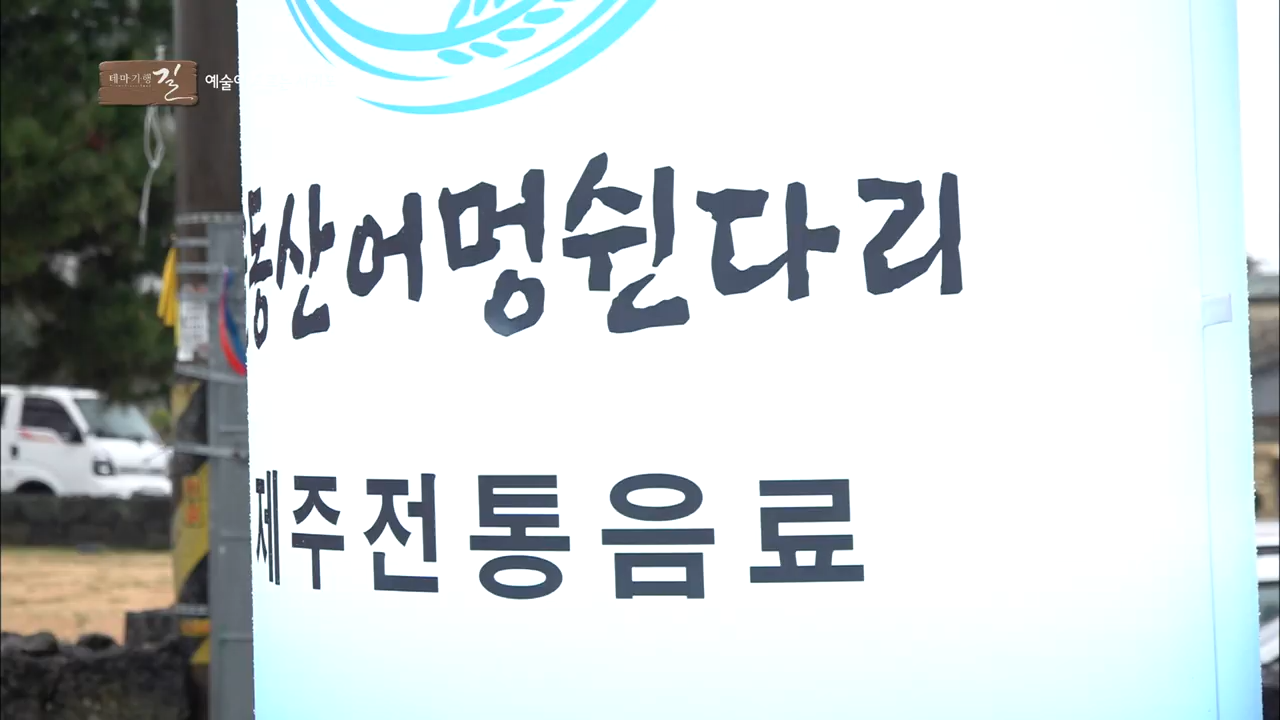 테마기행 길
예술
동산어멍쉰다리
제주전통음료